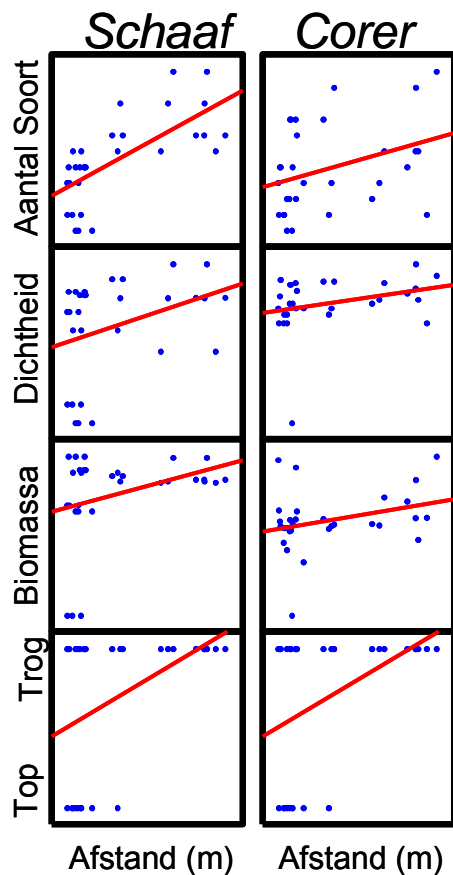 Schaaf Corer
Aantal Soort
Dichtheid
Biomassa
Top Trog
Afstand (m) Afstand (m)